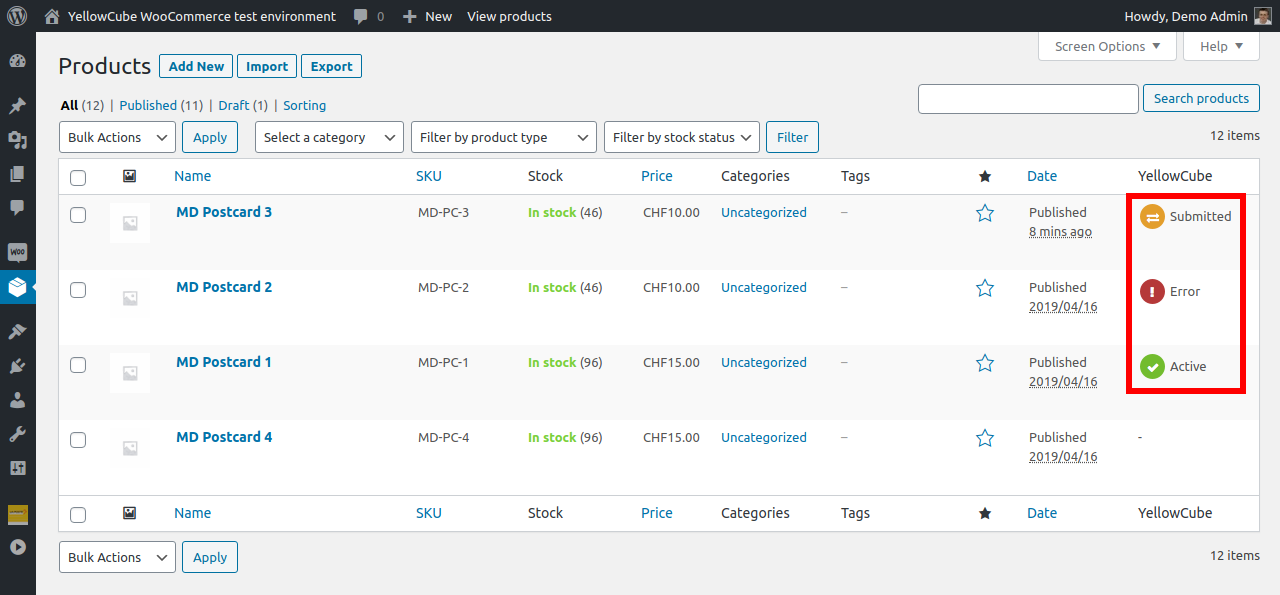 YellowCube WooCommerce test environment 0 New View products Howdy, Demo Admin
Screen Options Help
Products Add New Import Export
All (12) | Published (11) | Draft (1) | Sorting
Search products
Bulk Actions Apply Select a category Filter by product type Filter by stock status Filter 12 items
Name SKU Stock Price Categories Tags Date YellowCube
MD Postcard 3 MD-PC-3 In stock (46) CHF10.00 Uncategorized – Published Submitted
8 mins ago
MD Postcard 2 MD-PC-2 In stock (46) CHF10.00 Uncategorized – Published Error
2019/04/16
MD Postcard 1 MD-PC-1 In stock (96) CHF15.00 Uncategorized – Published Active
2019/04/16
MD Postcard 4 MD-PC-4 In stock (96) CHF15.00 Uncategorized – Published -
2019/04/16
Name SKU Stock Price Categories Tags Date YellowCube
Bulk Actions Apply 12 items